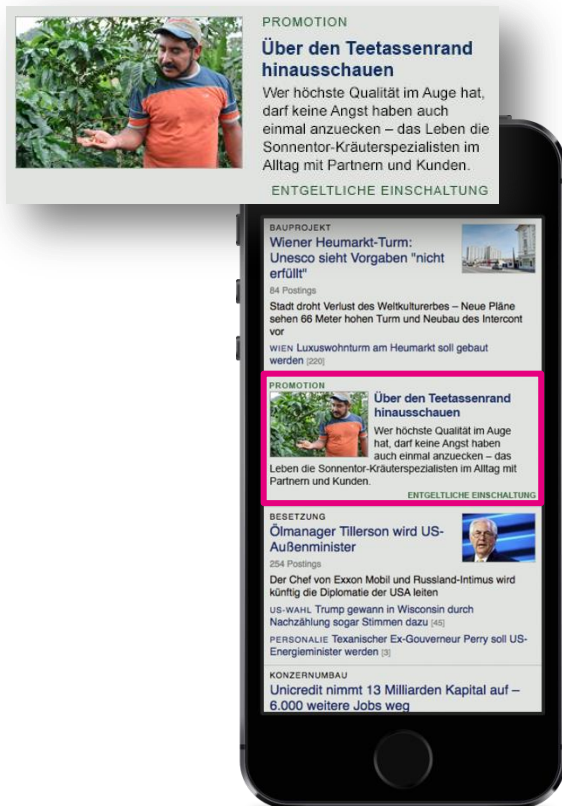 PROMOTION
Über den Teetassenrand
hinausschauen
Wer höchste Qualität im Auge hat,
darf keine Angst haben auch
einmal anzuecken – das Leben die
Sonnentor-Kräuterspezialisten im
Alltag mit Partnern und Kunden.
ENTGELTLICHE EINSCHALTUNG
BAUPROJEKT
Wiener Heumarkt-Turm:
Unesco sieht Vorgaben "nicht
erfüllt"
84 Postings
Stadt droht Verlust des Weltkulturerbes – Neue Pläne
sehen 66 Meter hohen Turm und Neubau des Intercont
vor
WIEN Luxuswohnturm am Heumarkt soll gebaut
werden [220]
PROMOTION
Über den Teetassenrand
hinausschauen
Wer höchste Qualität im Auge
hat, darf keine Angst haben
auch einmal anzuecken – das
Leben die Sonnentor-Kräuterspezialisten im Alltag mit
Partnern und Kunden.
ENTGELTLICHE EINSCHALTUNG
BESETZUNG
Ölmanager Tillerson wird US-
Außenminister
254 Postings
Der Chef von Exxon Mobil und Russland-Intimus wird
künftig die Diplomatie der USA leiten
US-WAHL Trump gewann in Wisconsin durch
Nachzählung sogar Stimmen dazu [45]
PERSONALIE Texanischer Ex-Gouverneur Perry soll US-
Energieminister werden [3]
KONZERNUMBAU
Unicredit nimmt 13 Milliarden Kapital auf –
6.000 weitere Jobs weg